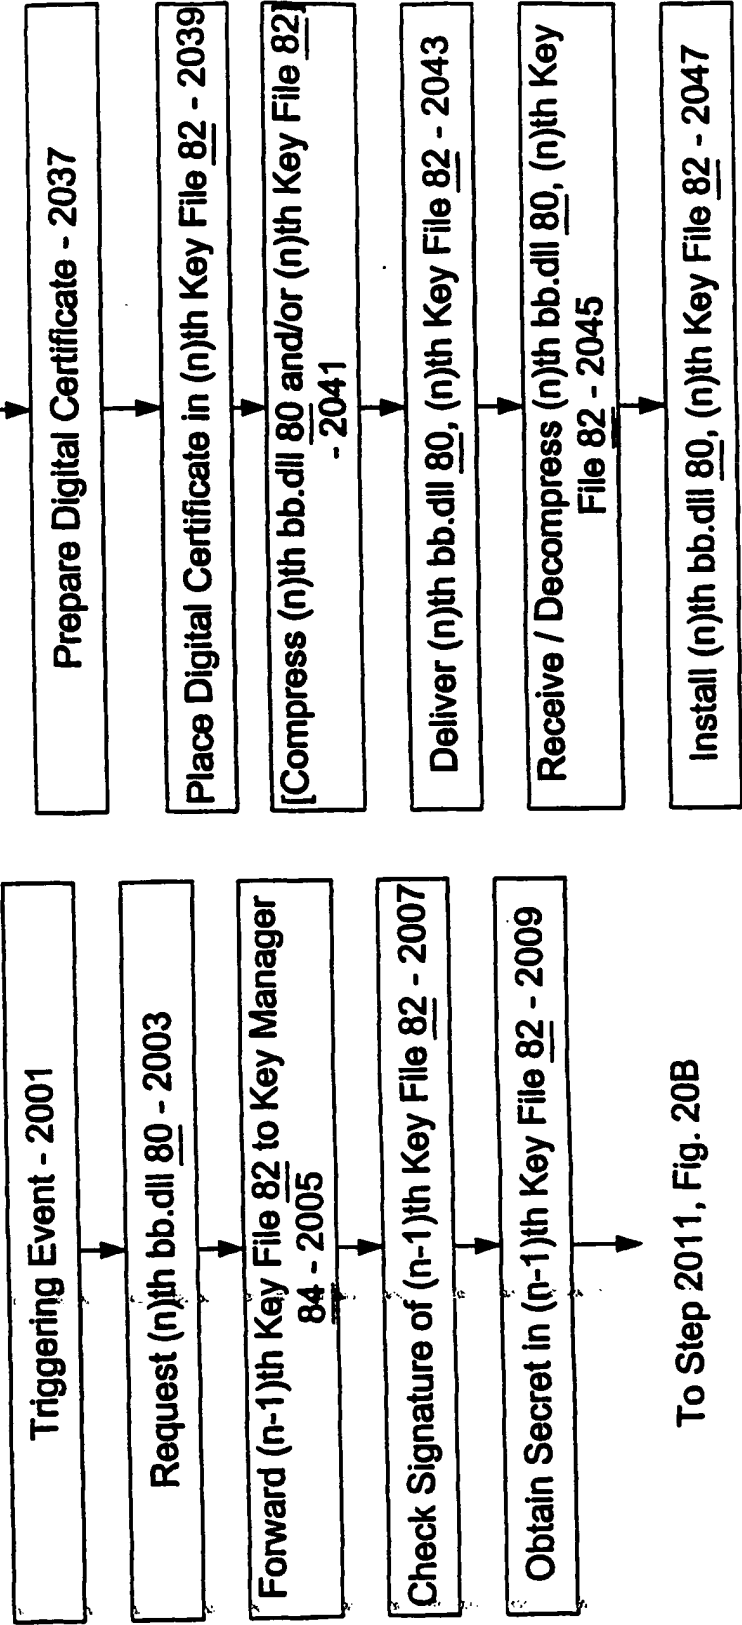 Triggering Event - 2001
Request (n)th bb.dll 80 - 2003
Forward (n-1)th Key File 82 to Key Manager
84 - 2005
Check Signature of (n-1)th Key File 82 - 2007
Obtain Secret in (n-1)th Key File 82 - 2009
To Step 2011, Fig. 20B
Prepare Digital Certificate - 2037
Place Digital Certificate in (n)th Key File 82 - 2039
[Compress (n)th bb.dll 80 and/or (n)th Key File 82]
- 2041
Deliver (n)th bb.dll 80, (n)th Key File 82 - 2043
Receive / Decompress (n)th bb.dll 80, (n)th Key
File 82 - 2045
Install (n)th bb.dll 80, (n)th Key File 82 - 2047